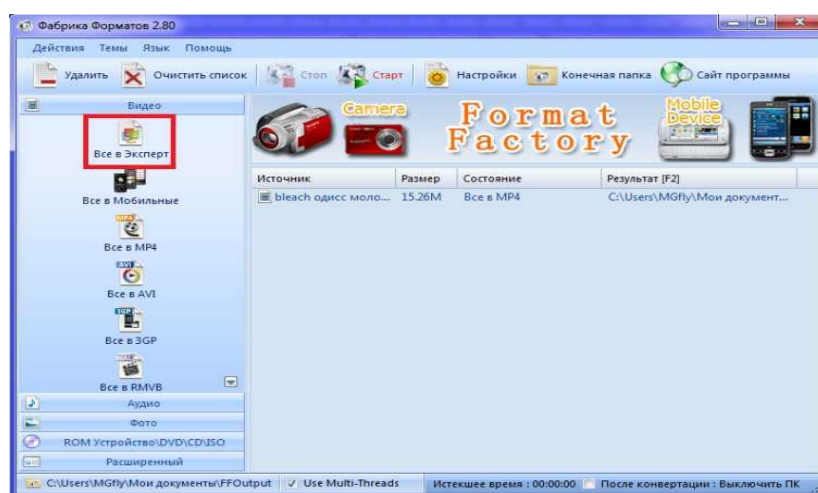 Фабрика Форматов 2.80
Действия Темы Язык Помощь
Удалить Очистить список Стоп Старт Настройки Конечная папка Сайт программы
Видео
Все в Эксперт
Все в Мобильные
Все в MP4
Все в AVI
Все в 3GP
Все в RMVB
Аудио
Фото
ROM Устройство\DVD\CD\ISO
Расширенный
Camera
Format
Factory
Mobile
Device
Источник Размер Состояние Результат [F2]
bleach одисс моло... 15.26M Все в MP4 C:\Users\MGfly\Мои документ...
C:\Users\MGfly\Мои документы\FFOutput Use Multi-Threads Истекшее время : 00:00:00 После конвертации : Выключить ПК